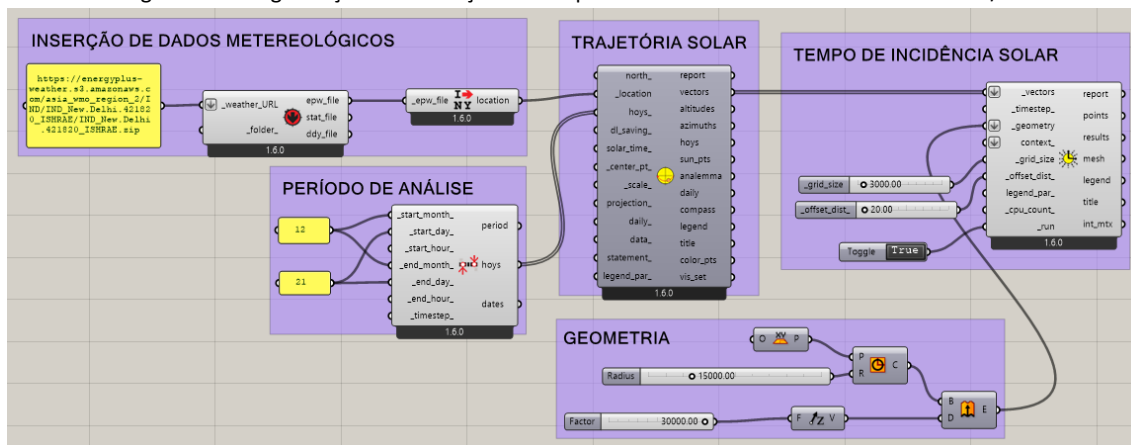 INSERÇÃO DE DADOS METEREOLÓGICOS
https://energyplus-
weather.s3.amazonaws.c
om/asia_wmo_region_2/I
ND/IND_New.Delhi.42182
0_ISHRAE/IND_New.Delhi
.421820_ISHRAE.zip
_weather_URL
_folder_
epw_file
stat_file
ddy_file
1.6.0
_epw_file
I
NY
location
1.6.0
PERÍODO DE ANÁLISE
12
21
_start_month_
_start_day_
_start_hour_
_end_month_
_end_day_
_end_hour_
_timestep_
period
hoys
dates
1.6.0
TRAJETÓRIA SOLAR
north_
_location
hoys_
dl_saving_
solar_time_
_center_pt_
_scale_
projection_
daily_
data_
statement_
legend_par_
report
vectors
altitudes
azimuths
hoys
sun_pts
analemma
daily
compass
legend
title
color_pts
vis_set
1.6.0
TEMPO DE INCIDÊNCIA SOLAR
_grid_size
3000.00
_offset_dist_
20.00
Toggle
True
_vectors
_timestep_
_geometry
context_
_grid_size
_offset_dist_
legend_par_
_cpu_count_
_run
report
points
results
mesh
legend
title
int_mtx
1.6.0
GEOMETRIA
O
XY
P
Radius
15000.00
P
R
C
Factor
30000.00
F
Z
V
B
D
E